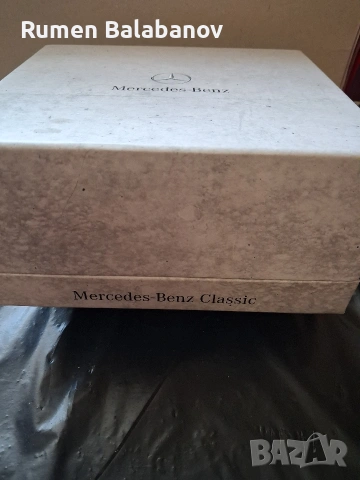 Rumen Balabanov
Mercedes-Benz
Mercedes-Benz Classic
BAZAR